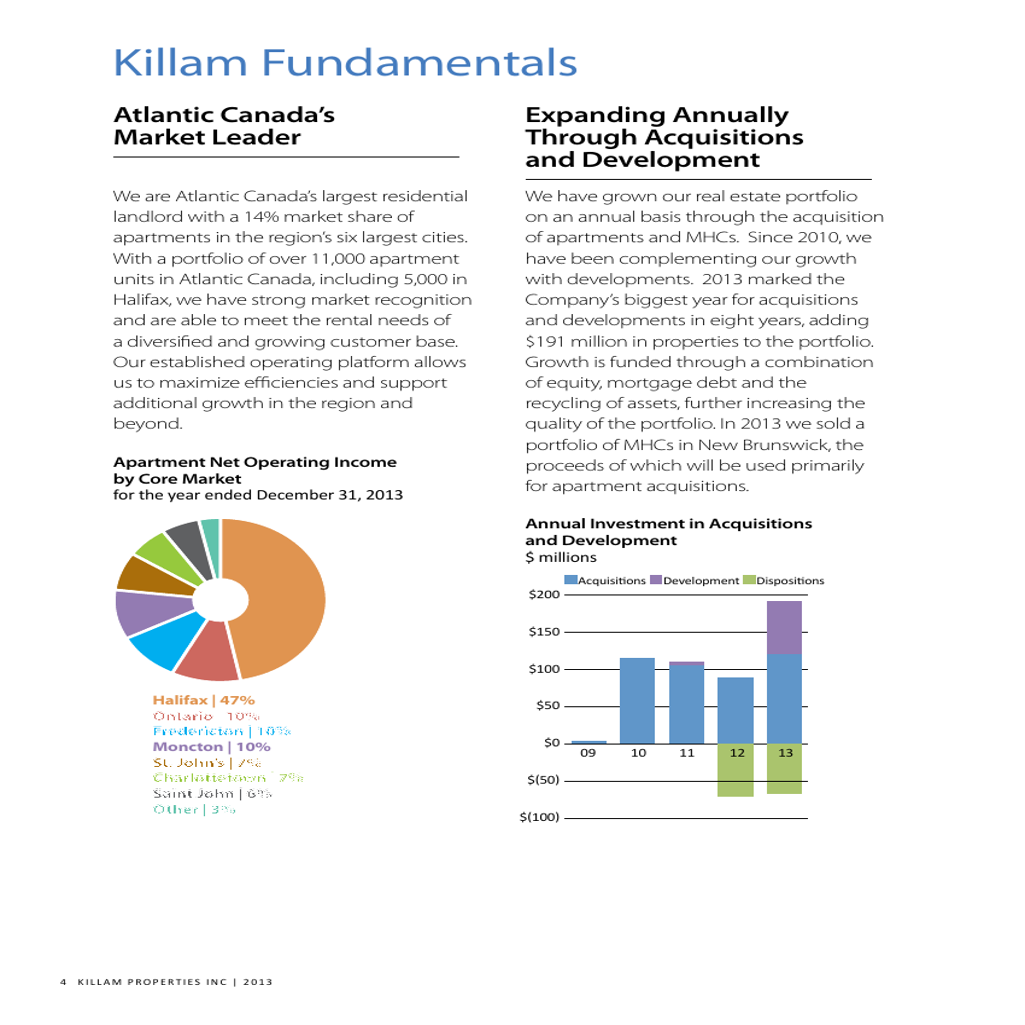 Killam Fundamentals
Atlantic Canada's
Market Leader
We are Atlantic Canada's largest residential
landlord with a 14% market share of
apartments in the region's six largest cities.
With a portfolio of over 11,000 apartment
units in Atlantic Canada, including 5,000 in
Halifax, we have strong market recognition
and are able to meet the rental needs of
a diversified and growing customer base.
Our established operating platform allows
us to maximize efficiencies and support
additional growth in the region and
beyond.
Apartment Net Operating Income
by Core Market
for the year ended December 31, 2013
Halifax | 47%
Ontario | 10%
Fredericton | 10%
Moncton | 10%
St. John's | 7%
Charlottetown | 7%
Saint John | 6%
Other | 3%
Expanding Annually
Through Acquisitions
and Development
We have grown our real estate portfolio
on an annual basis through the acquisition
of apartments and MHCs.  Since 2010, we
have been complementing our growth
with developments.  2013 marked the
Company's biggest year for acquisitions
and developments in eight years, adding
$191 million in properties to the portfolio.
Growth is funded through a combination
of equity, mortgage debt and the
recycling of assets, further increasing the
quality of the portfolio. In 2013 we sold a
portfolio of MHCs in New Brunswick, the
proceeds of which will be used primarily
for apartment acquisitions.
Annual Investment in Acquisitions
and Development
$ millions
Acquisitions Development Dispositions
$200
$150
$100
$50
$0
09 10 11 12 13
$(50)
$(100)
4 KILLAM PROPERTIES INC | 2013